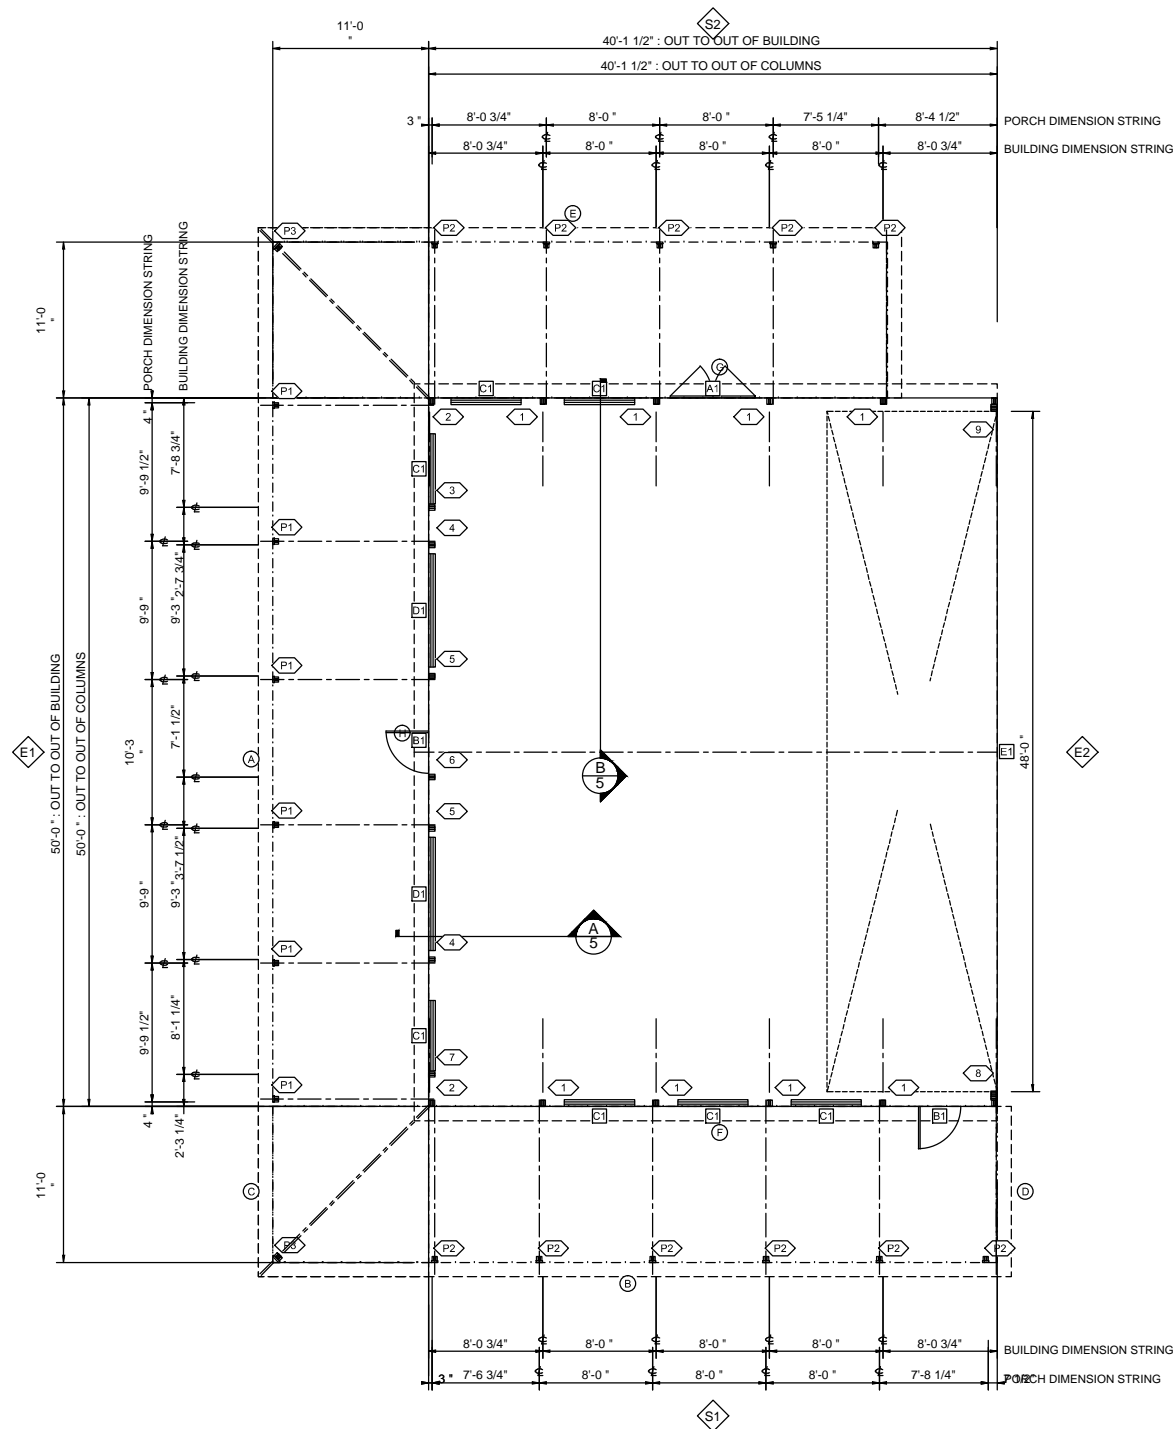 S2
11'-0
"
40'-1 1/2" : OUT TO OUT OF BUILDING
40'-1 1/2" : OUT TO OUT OF COLUMNS
3 " 8'-0 3/4" 8'-0 " 8'-0 " 7'-5 1/4" 8'-4 1/2" PORCH DIMENSION STRING
8'-0 3/4" 8'-0 " 8'-0 " 8'-0 " 8'-0 3/4" BUILDING DIMENSION STRING
E
P3 P2 P2 P2 P2 P2
11'-0
"
PORCH DIMENSION STRING
BUILDING DIMENSION STRING
G
P1 C1 C1 A1
2 1 1 1 1 9
4 "
9'-9 1/2"
7'-8 3/4"
C1
3
P1 4
2'-7 3/4"
9'-9 "
9'-3 "
D1
P1 5
50'-0 " : OUT TO OUT OF BUILDING
50'-0 " : OUT TO OUT OF COLUMNS
10'-3
"
7'-1 1/2"
H
B1
E1 A 6 B
5
E1 48'-0 " E2
P1 5
3'-7 1/2"
9'-9 "
9'-3 "
D1
A
5
P1 4
9'-9 1/2"
8'-1 1/4"
C1
7 8
P1 2 1 1 1 1
4 "
2'-3 1/4"
C1 C1 C1 B1
F
11'-0
"
C D
P3 P2 P2 P2 P2 P2 P2
B
8'-0 3/4" 8'-0 " 8'-0 " 8'-0 " 8'-0 3/4" BUILDING DIMENSION STRING
3 " 7'-6 3/4" 8'-0 " 8'-0 " 8'-0 " 7'-8 1/4" 7 1/2" PORCH DIMENSION STRING
S1